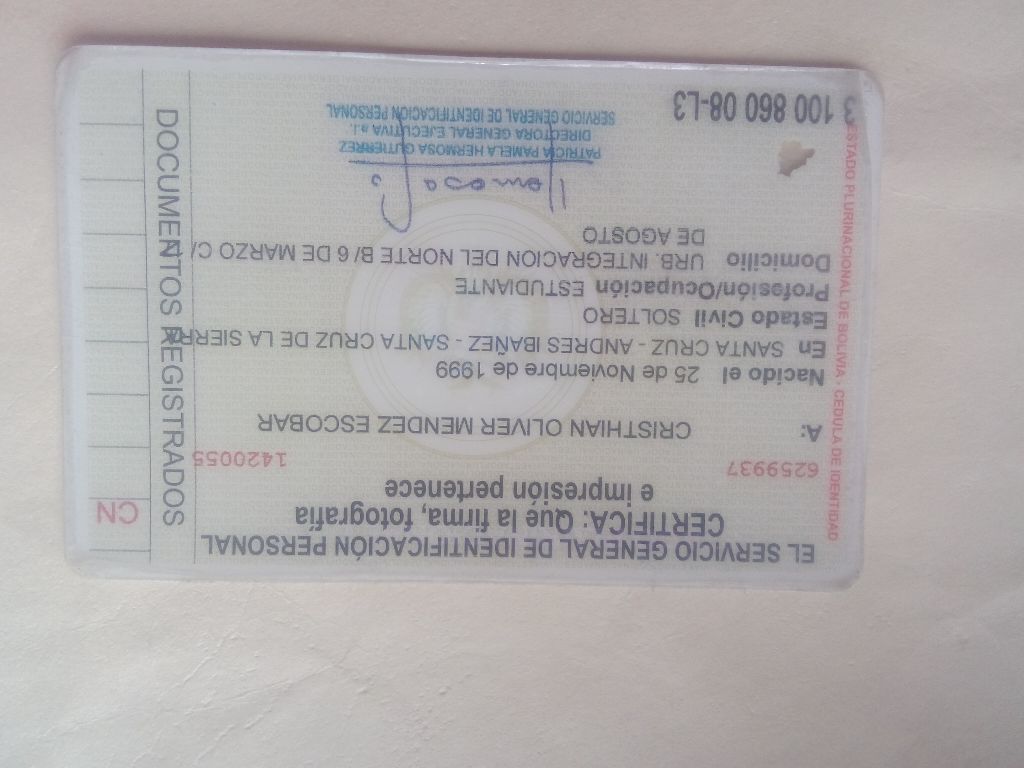 EL SERVICIO GENERAL DE IDENTIFICACIÓN PERSONAL
CERTIFICA: Que la firma, fotografía
e impresión pertenece
6259937
1420055
A: CRISTHIAN OLIVER MENDEZ ESCOBAR
Nacido el 25 de Noviembre de 1999
En SANTA CRUZ - ANDRES IBAÑEZ - SANTA CRUZ DE LA SIERRA
Estado Civil SOLTERO
Profesión/Ocupación ESTUDIANTE
Domicilio URB. INTEGRACION DEL NORTE B/ 6 DE MARZO C/
DE AGOSTO
PATRICIA PAMELA HERMOSA GUTIERREZ
DIRECTORA GENERAL EJECUTIVA a.i.
SERVICIO GENERAL DE IDENTIFICACIÓN PERSONAL
3 100 860 08-L3
ESTADO PLURINACIONAL DE BOLIVIA - CEDULA DE IDENTIDAD
DOCUMENTOS REGISTRADOS
CN